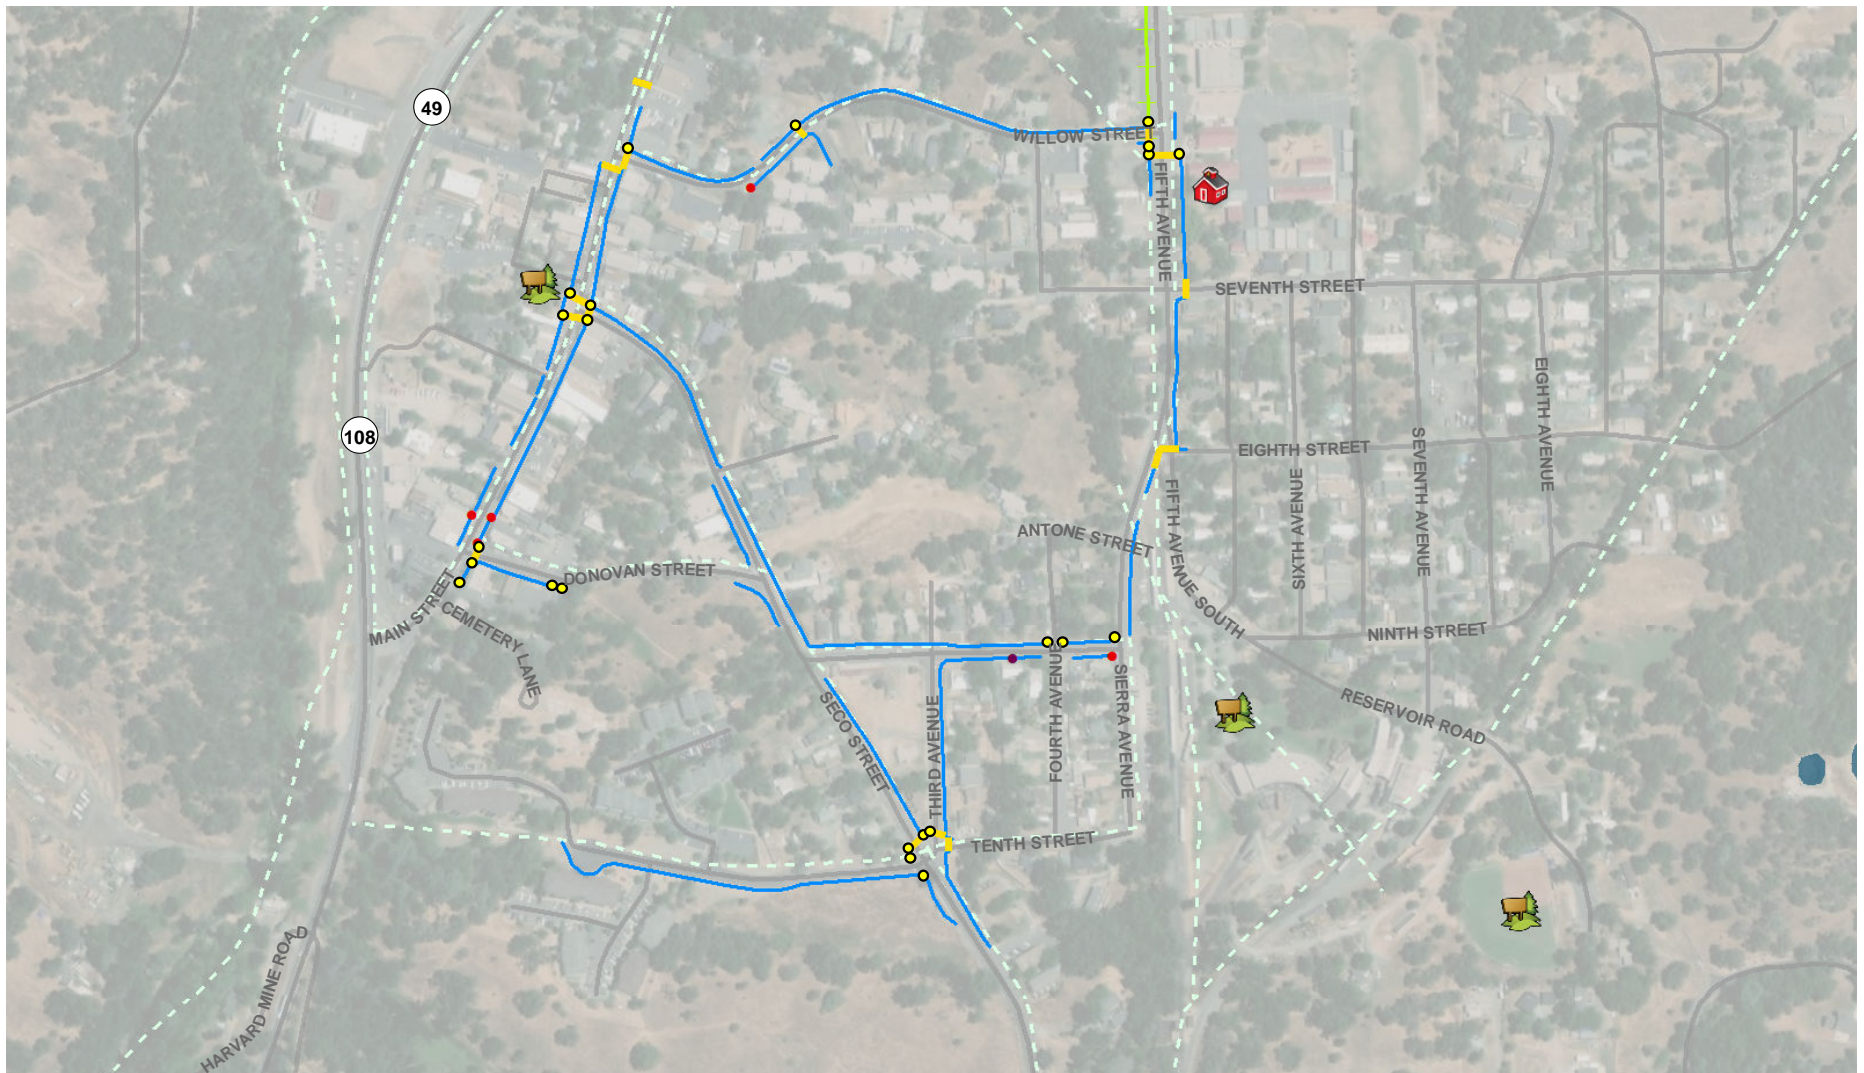 49
WILLOW STREE
FIFTH AVENUE
SEVENTH STREET
108
EIGHTH AVENUE
EIGHTH STREET
SIXTH AVENUE
SEVENTH AVENUE
ANTONE STREET
FIFTH AVENUE SOUTH
DONOVAN STREET
MAIN STREET
CEMETERY LANE
NINTH STREET
SECO STREET
THIRD AVENUE
FOURTH AVENUE
SIERRA AVENUE
RESERVOIR ROAD
TENTH STREET
HARVARD MINE ROAD